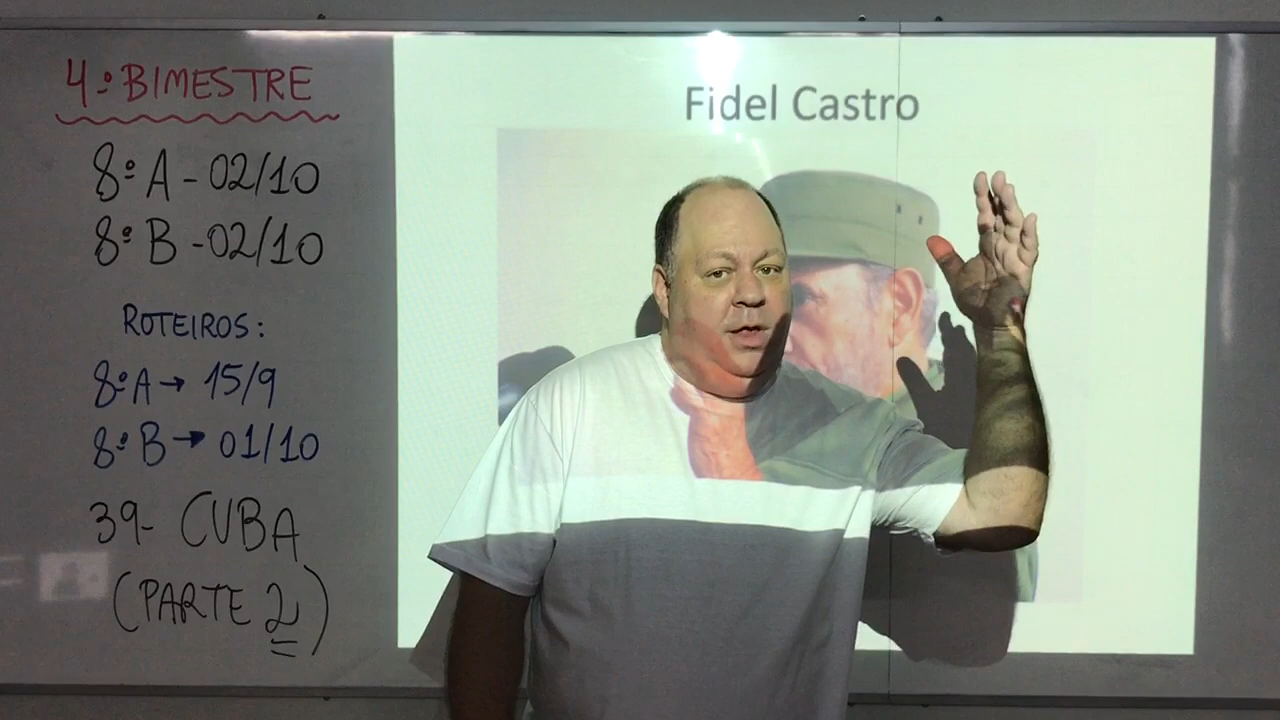 4º BIMESTRE
8º A - 02/10
8º B - 02/10
ROTEIROS:
8º A → 15/9
8º B → 01/10
39- CUBA
(PARTE 2)
Fidel Castro